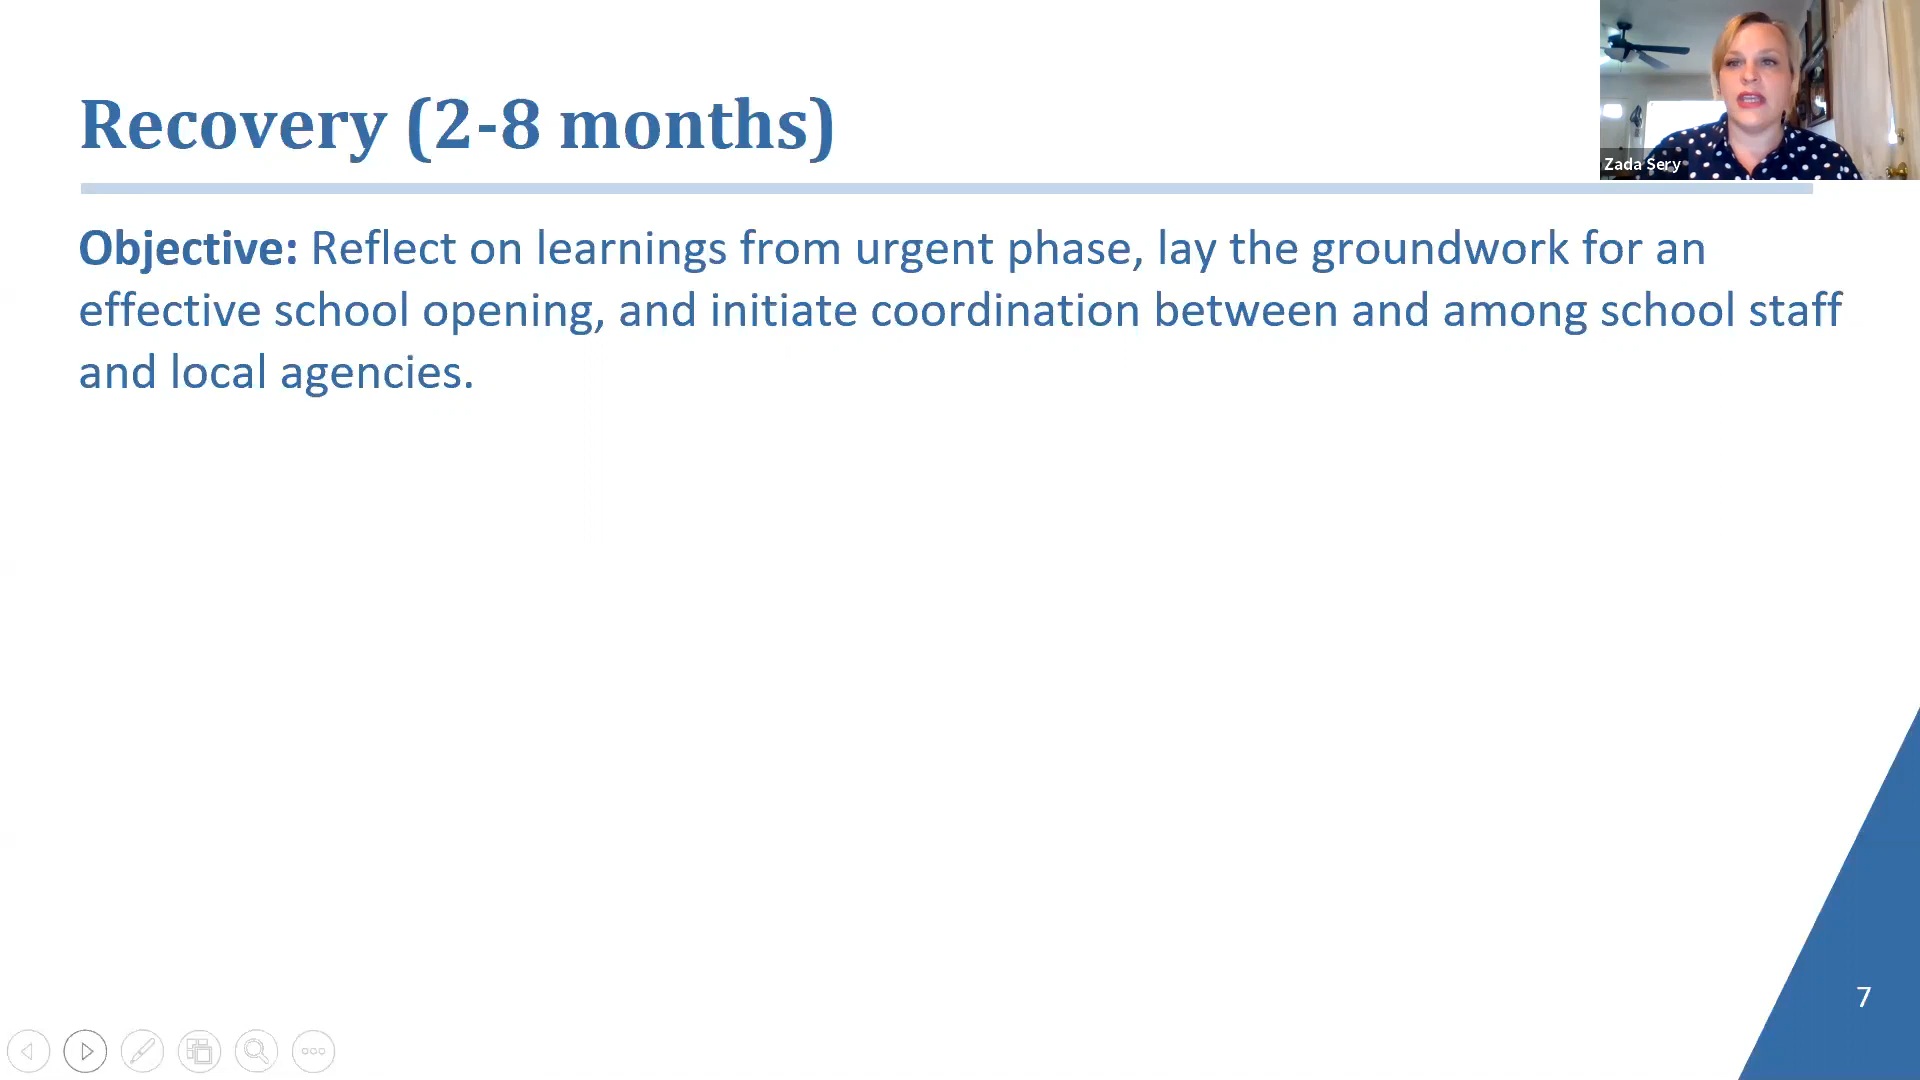 Recovery (2-8 months)
Zada Sery
Objective: Reflect on learnings from urgent phase, lay the groundwork for an
effective school opening, and initiate coordination between and among school staff
and local agencies.
7